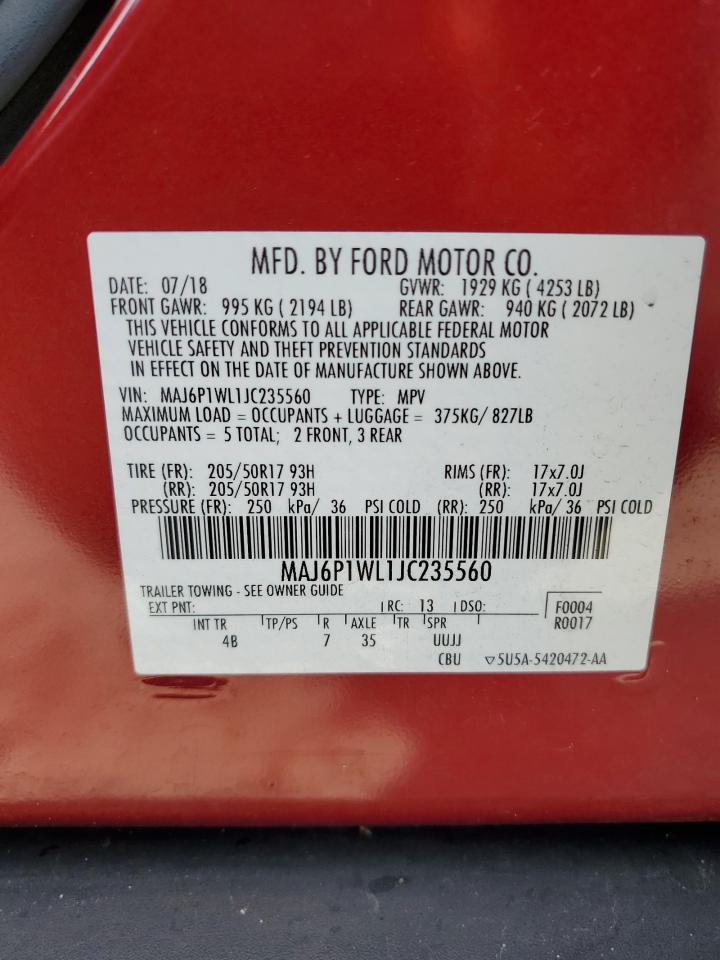 MFD. BY FORD MOTOR CO.
DATE: 07/18 GVWR: 1929 KG ( 4253 LB)
FRONT GAWR: 995 KG ( 2194 LB) REAR GAWR: 940 KG ( 2072 LB)
THIS VEHICLE CONFORMS TO ALL APPLICABLE FEDERAL MOTOR
VEHICLE SAFETY AND THEFT PREVENTION STANDARDS
IN EFFECT ON THE DATE OF MANUFACTURE SHOWN ABOVE.
VIN: MAJ6P1WL1JC235560 TYPE: MPV
MAXIMUM LOAD = OCCUPANTS + LUGGAGE = 375KG/ 827LB
OCCUPANTS = 5 TOTAL; 2 FRONT, 3 REAR
TIRE (FR): 205/50R17 93H RIMS (FR): 17x7.0J
(RR): 205/50R17 93H (RR): 17x7.0J
PRESSURE (FR): 250 kPa/ 36 PSI COLD (RR): 250 kPa/ 36 PSI COLD
MAJ6P1WL1JC235560
TRAILER TOWING - SEE OWNER GUIDE
EXT PNT: RC: 13 DSO: F0004
INT TR TP/PS R AXLE TR SPR R0017
4B 7 35 UUJJ
CBU ▽5U5A-5420472-AA